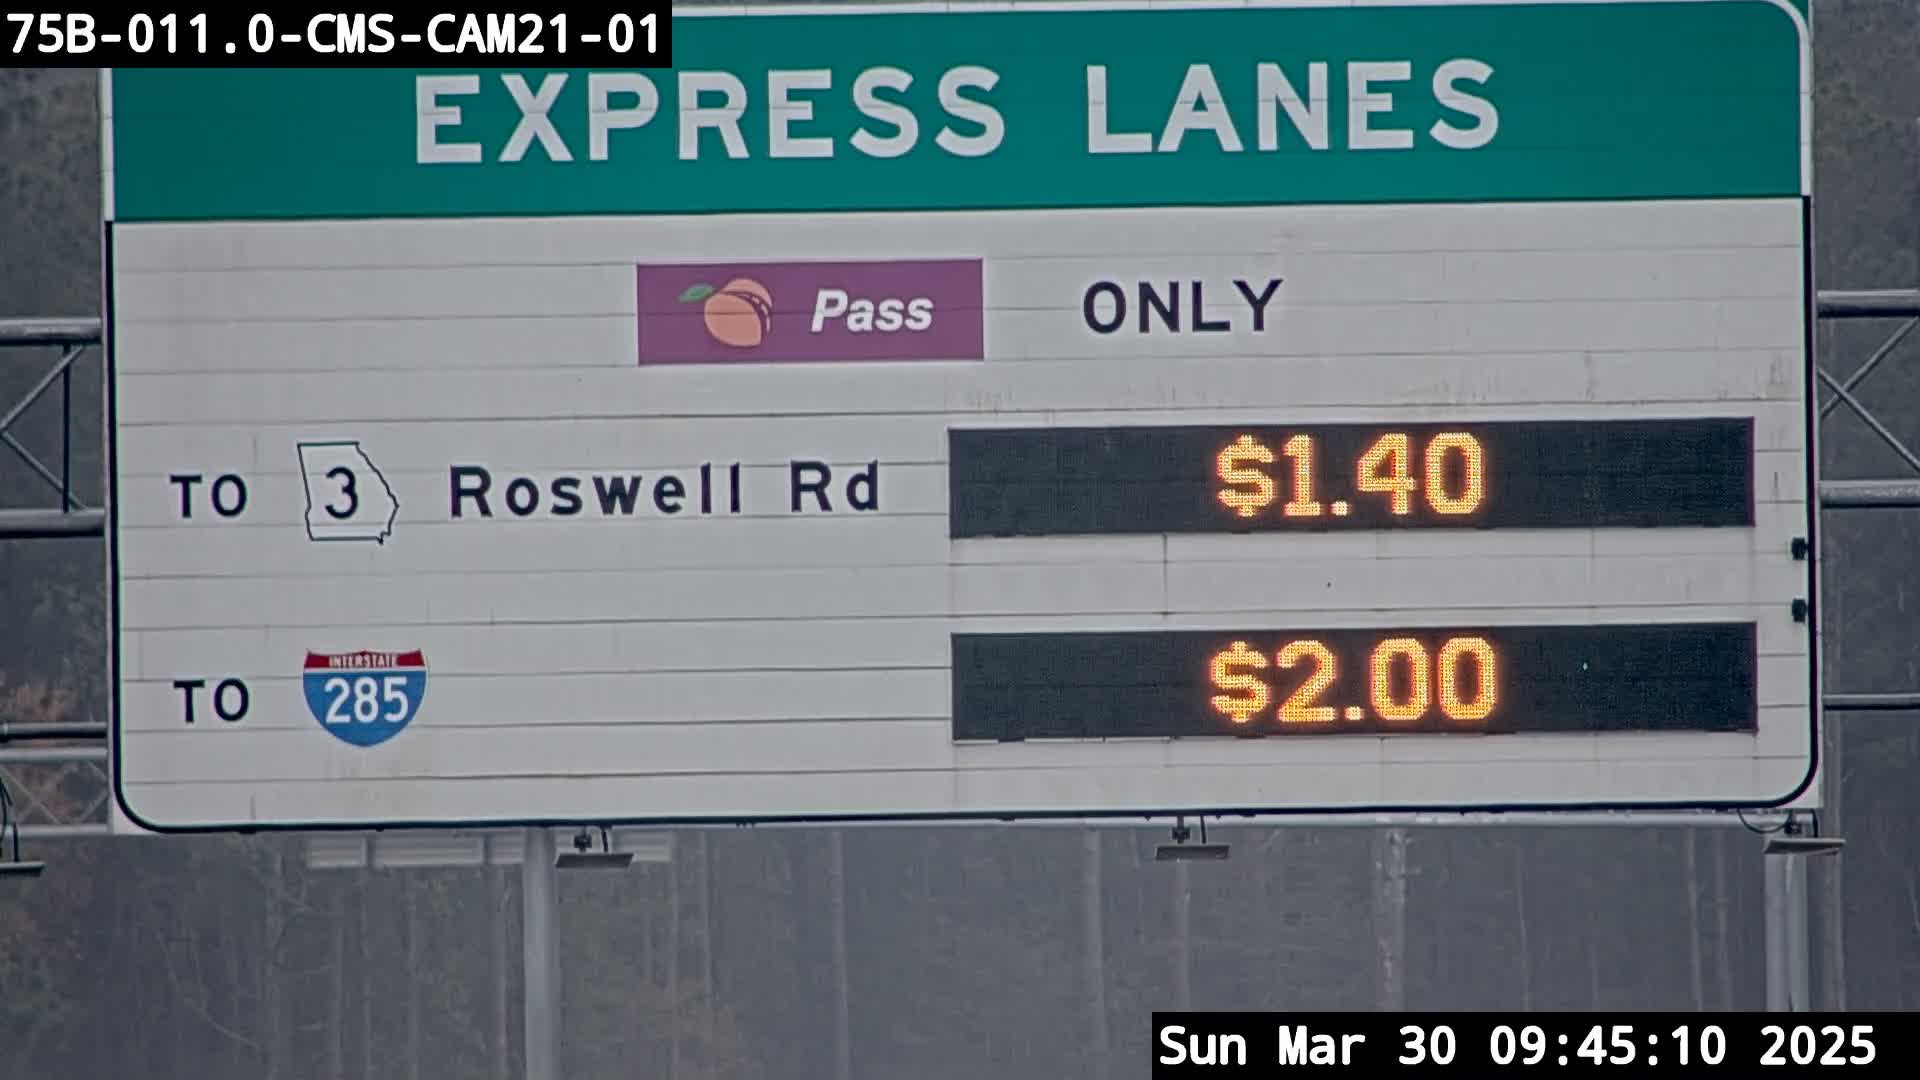 75B-011.0-CMS-CAM21-01
EXPRESS LANES
Pass ONLY
TO 3 Roswell Rd $1.40
INTERSTATE
TO 285 $2.00
Sun Mar 30 09:45:10 2025